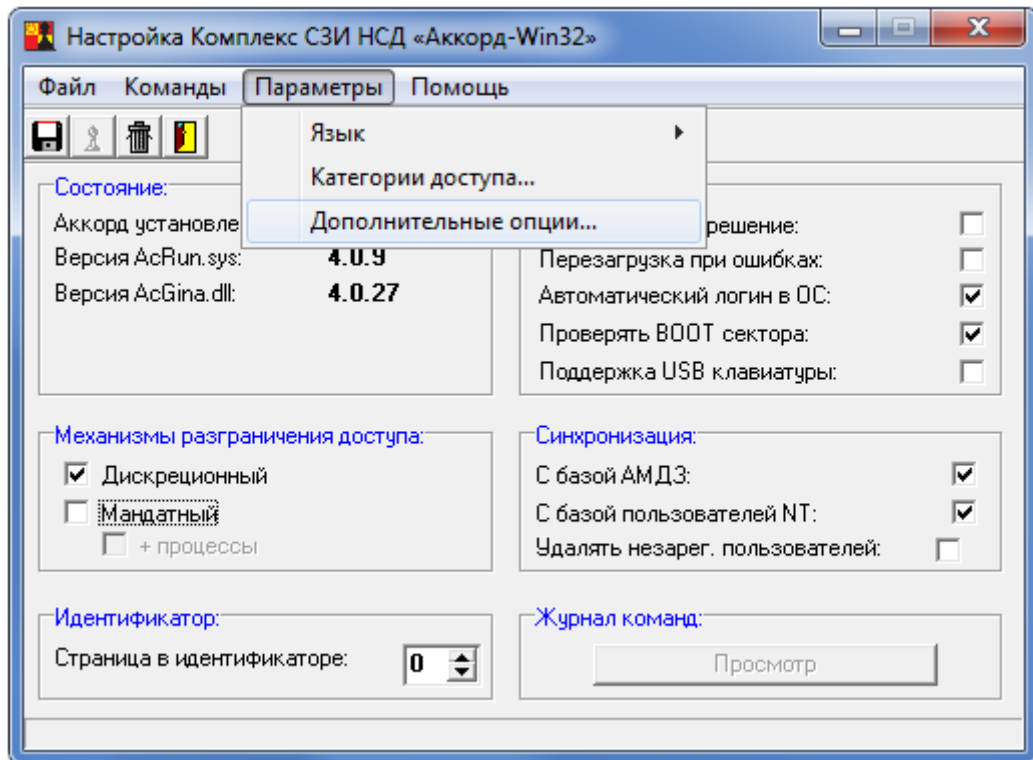 Настройка Комплекс СЗИ НСД «Аккорд-Win32»
Файл Команды Параметры Помощь
Язык
Категории доступа...
Дополнительные опции...
Состояние:
Аккорд установле
Версия AcRun.sys: 4.0.9
Версия AcGina.dll: 4.0.27
решение:
Перезагрузка при ошибках:
Автоматический логин в ОС:
Проверять BOOT сектора:
Поддержка USB клавиатуры:
Механизмы разграничения доступа:
Дискреционный
Мандатный
+ процессы
Синхронизация:
С базой АМДЗ:
С базой пользователей NT:
Удалять незарег. пользователей:
Идентификатор:
Страница в идентификаторе: 0
Журнал команд:
Просмотр